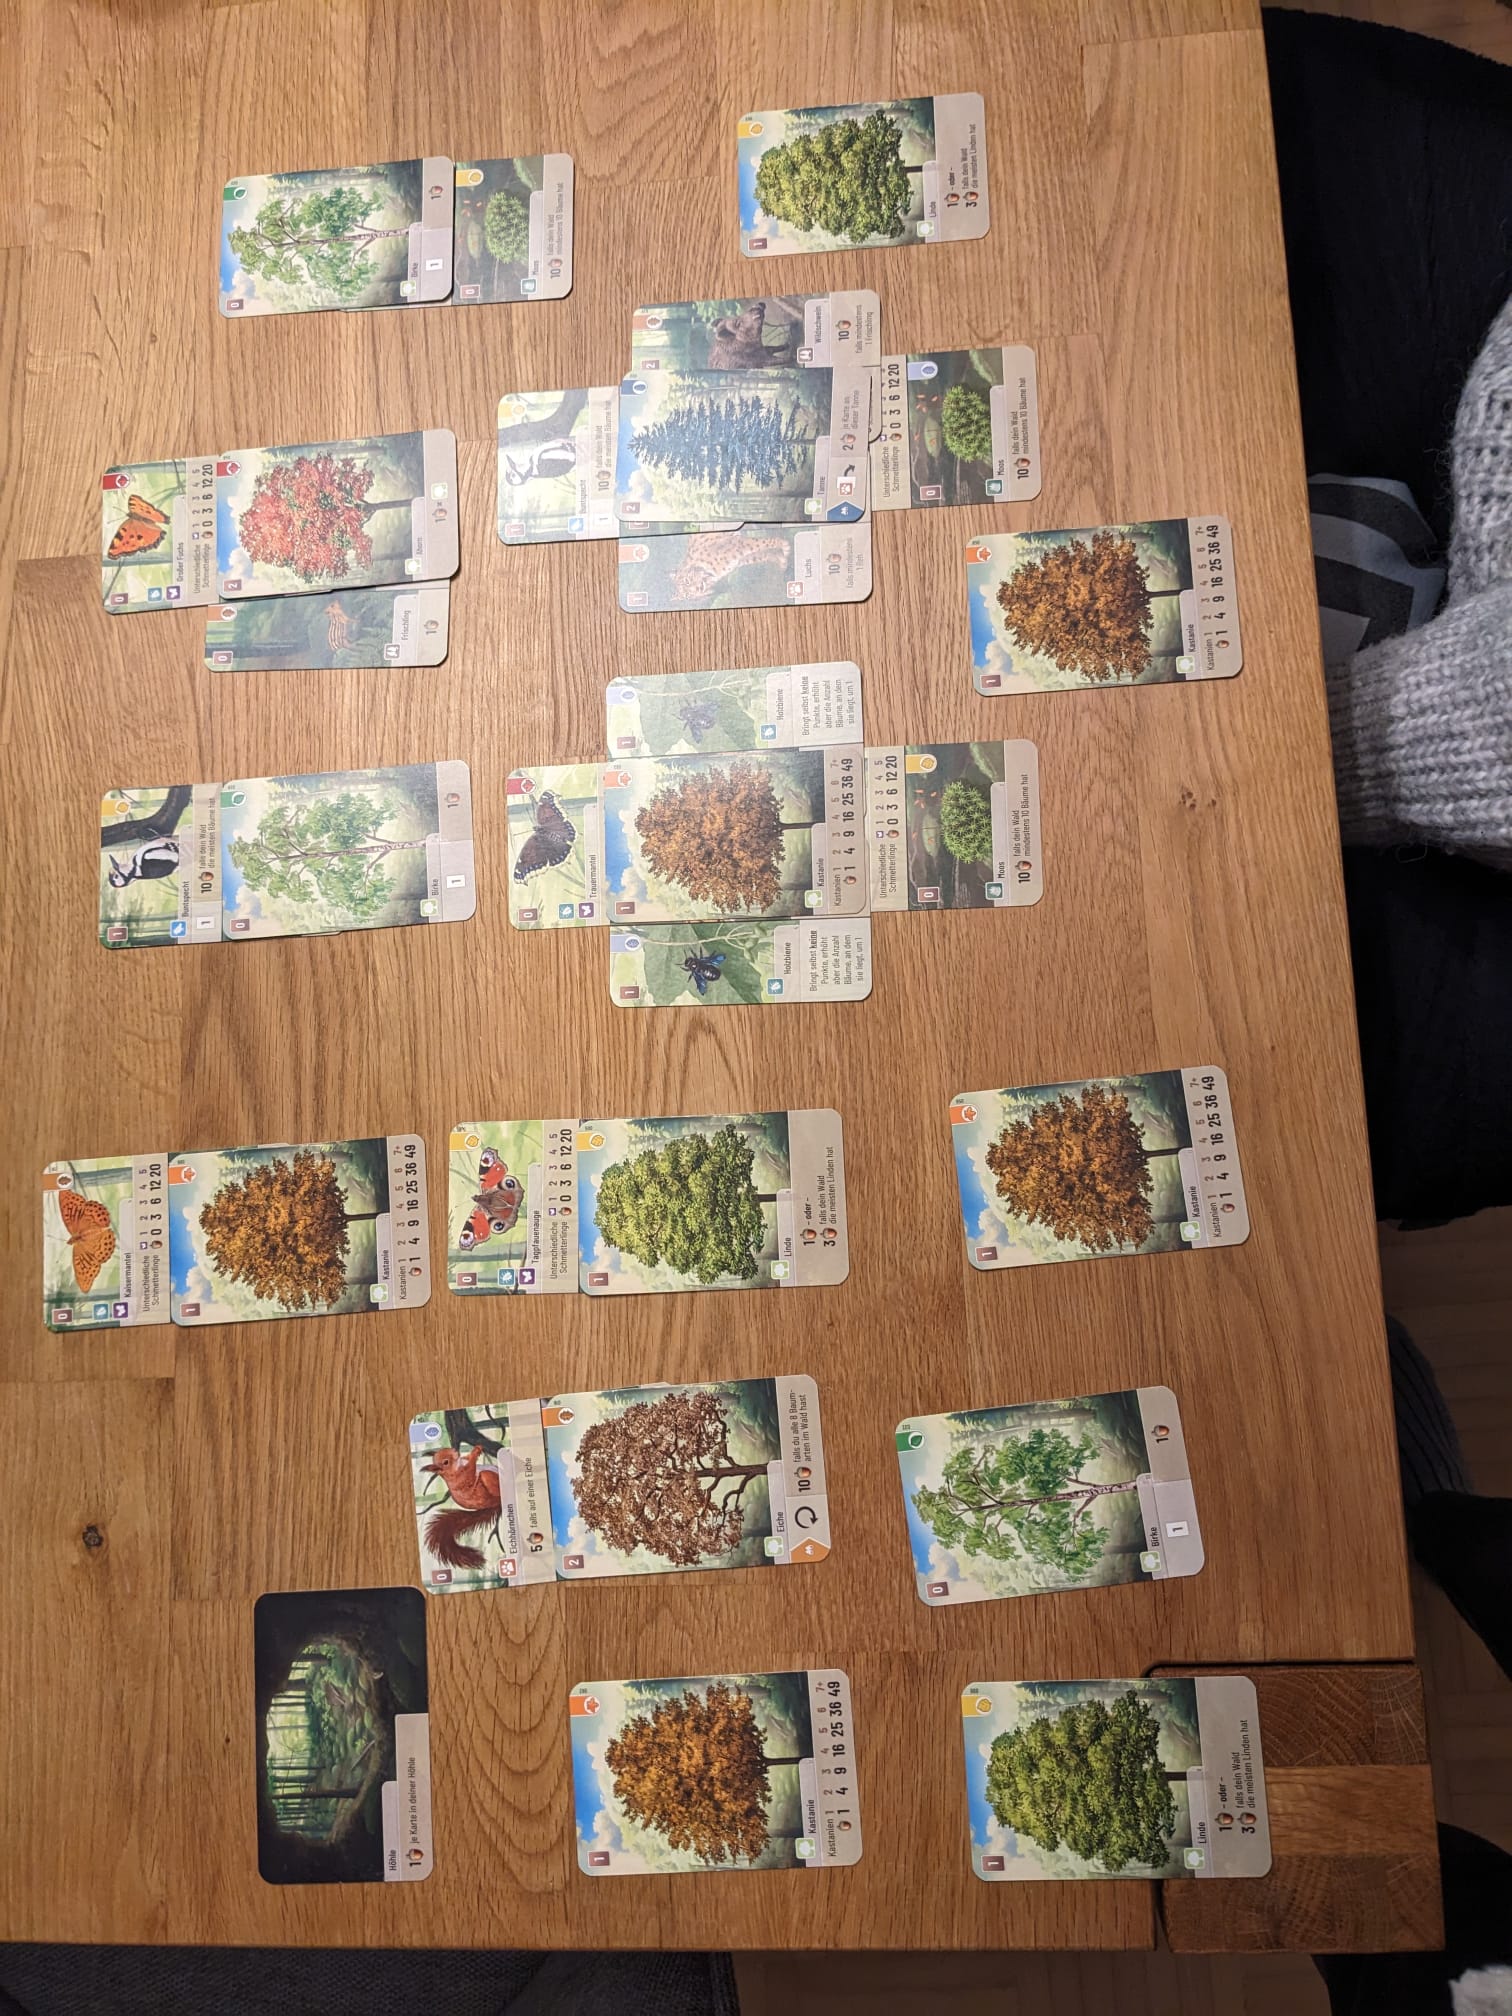 0
Kaisermantel
Unterschiedliche Schmetterlinge
1 2 3 4 5
0 3 6 12 20
1
Kastanie
Kastanien 1 2 3 4 5 6 7+
1 4 9 16 25 36 49
1
Buntspecht
1
10 falls dein Wald
die meisten Bäume hat
0
Birke
1
1
0
Großer Fuchs
Unterschiedliche Schmetterlinge
1 2 3 4 5
0 3 6 12 20
0
Frischling
1
2
Ahorn
1 x
0
Birke
1
1
0
Moos
10 falls dein Wald
mindestens 10 Bäume hat
Höhle
1 je Karte in deiner Höhle
0
Eichhörnchen
5 falls auf einer Eiche
2
Eiche
10 falls du alle 8 Baum-
arten im Wald hast
0
Tagpfauenauge
Unterschiedliche Schmetterlinge
1 2 3 4 5
0 3 6 12 20
1
Linde
1 - oder -
3 falls dein Wald
die meisten Linden hat
0
Trauermantel
1
Holzbiene
Bringt selbst keine
Punkte, erhöht
aber die Anzahl
Bäume, an dem
sie liegt, um 1
1
Kastanie
Kastanien 1 2 3 4 5 6 7+
1 4 9 16 25 36 49
1
Holzbiene
Bringt selbst keine
Punkte, erhöht
aber die Anzahl
Bäume, an dem
sie liegt, um 1
Unterschiedliche Schmetterlinge
1 2 3 4 5
0 3 6 12 20
0
Moos
10 falls dein Wald
mindestens 10 Bäume hat
1
Buntspecht
1
10 falls dein Wald
die meisten Bäume hat
1
Luchs
10
falls mindestens
1 Reh
2
Tanne
2 je Karte an
dieser Tanne
2
Wildschwein
10
falls mindestens
1 Frischling
Unterschiedliche Schmetterlinge
0 3 6 12 20
0
Moos
10 falls dein Wald
mindestens 10 Bäume hat
1
Linde
1 - oder -
3 falls dein Wald
die meisten Linden hat
1
Kastanie
Kastanien 1 2 3 4 5 6 7+
1 4 9 16 25 36 49
1
Linde
1 - oder -
3 falls dein Wald
die meisten Linden hat
0
Birke
1
1
1
Kastanie
Kastanien 1 2 3 4 5 6 7+
1 4 9 16 25 36 49
1
Kastanie
Kastanien 1 2 3 4 5 6 7+
1 4 9 16 25 36 49